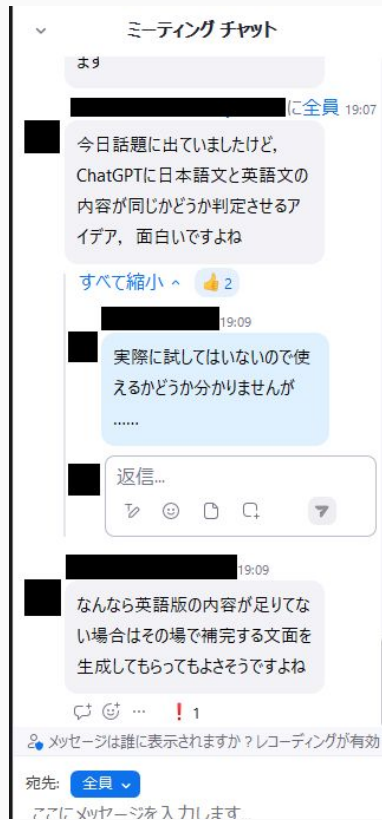 ミーティング チャット
ます
に全員 19:07
今日話題に出ていましたけど，
ChatGPTに日本語文と英語文の
内容が同じかどうか判定させるア
イデア， 面白いですよね
すべて縮小 2
19:09
実際に試してはいないので使
えるかどうか分かりませんが
……
返信...
19:09
なんなら英語版の内容が足りてな
い場合はその場で補完する文面を
生成してもらってもよさそうですよね
1
メッセージは誰に表示されますか？レコーディングが有効
宛先: 全員
ここにメッセージを入力します